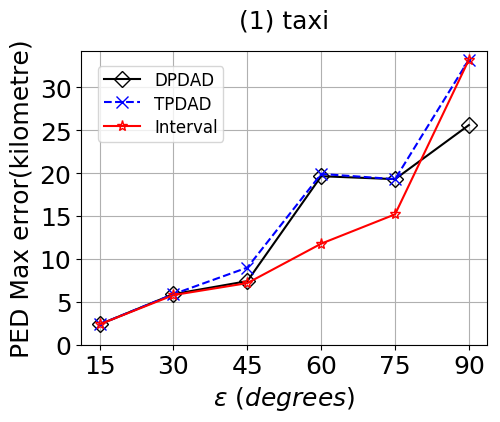 (1) taxi
PED Max error(kilometre)
30
25
20
15
10
5
0
DPDAD
TPDAD
Interval
15 30 45 60 75 90
ε (degrees)